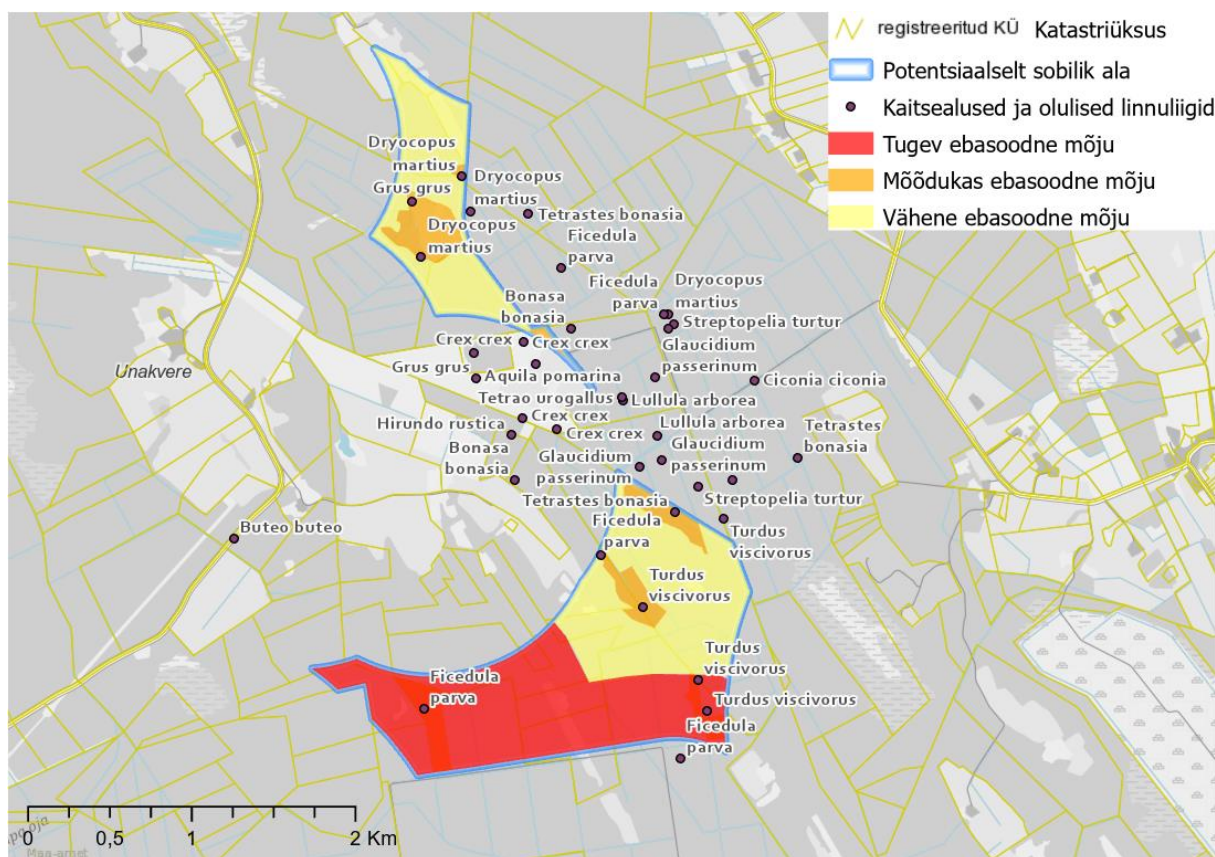 registreeritud KÜ Katastriüksus
Potentsiaalselt sobilik ala
Kaitsealused ja olulised linnuliigid
Tugev ebasoodne mõju
Mõõdukas ebasoodne mõju
Vähene ebasoodne mõju
Dryocopus
martius
Grus grus
Dryocopus
martius
Dryocopus
martius
Tetrastes bonasia
Ficedula
parva
Ficedula
parva
Dryocopus
martius
Streptopelia turtur
Bonasa
bonasia
Glaucidium
passerinum
Crex crex
Crex crex
Unakvere
Grus grus
Aquila pomarina
Ciconia ciconia
Tetrao urogallus
Lullula arborea
Hirundo rustica
Crex crex
Crex crex
Lullula arborea
Tetrastes
bonasia
Bonasa
bonasia
Glaucidium
passerinum
Glaucidium
passerinum
Tetrastes bonasia
Streptopelia turtur
Ficedula
parva
Turdus
viscivorus
Buteo buteo
Turdus
viscivorus
Turdus
viscivorus
Ficedula
parva
Turdus viscivorus
Ficedula
parva
0 0,5 1 2 Km
oja
Maa-amet